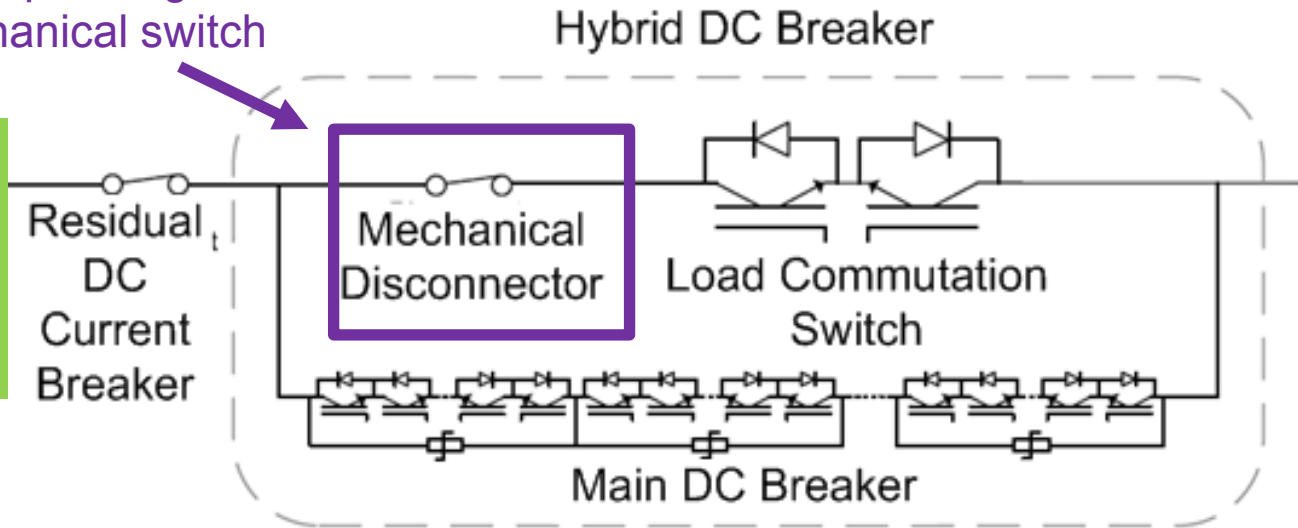 hanical switch
Hybrid DC Breaker
Residual
DC
Current
Breaker
t
Mechanical
Disconnector
Load Commutation
Switch
Main DC Breaker